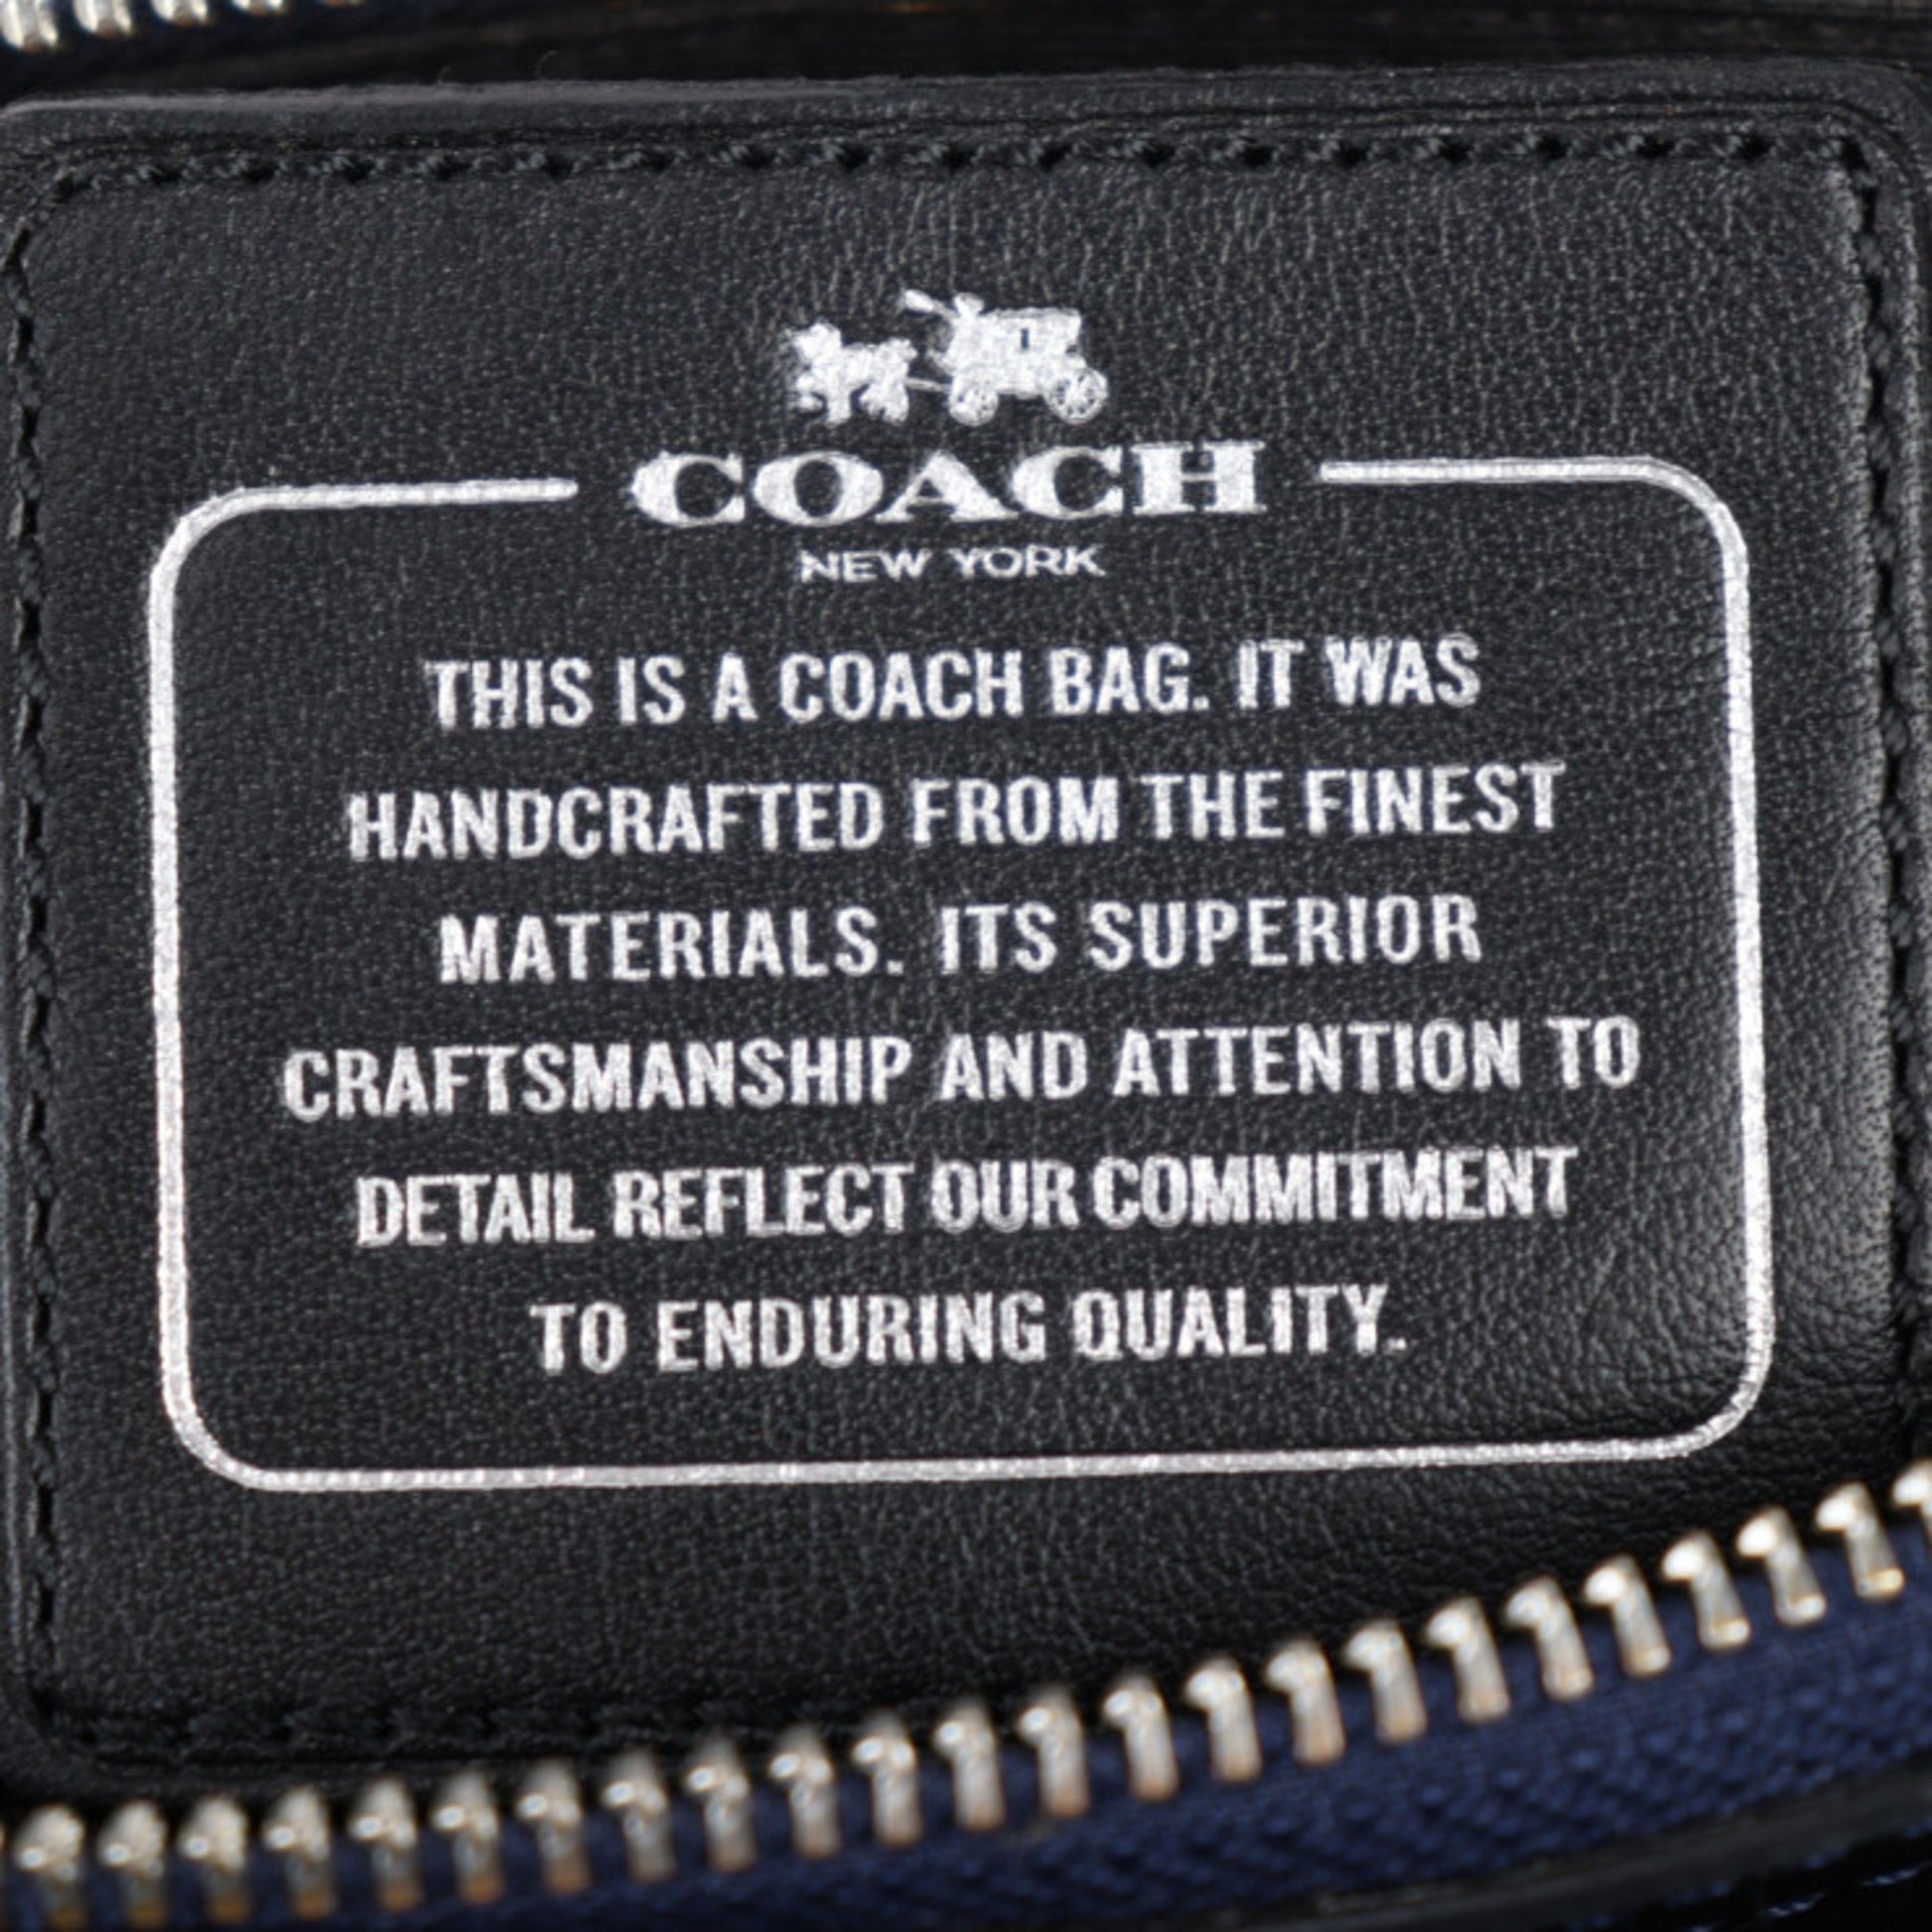 COACH
NEW YORK
THIS IS A COACH BAG. IT WAS
HANDCRAFTED FROM THE FINEST
MATERIALS. ITS SUPERIOR
CRAFTSMANSHIP AND ATTENTION TO
DETAIL REFLECT OUR COMMITMENT
TO ENDURING QUALITY.